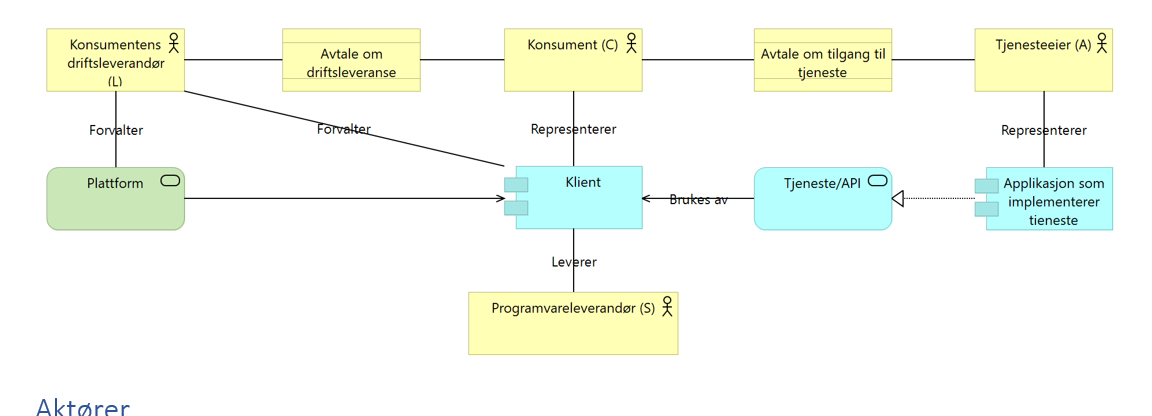 Konsumentens
driftsleverandør
(L)
Avtale om
driftsleveranse
Konsument (C)
Avtale om tilgang til
tjeneste
Tjenesteeier (A)
Forvalter
Forvalter
Representerer
Representerer
Plattform
Klient
Brukes av
Tjeneste/API
Applikasjon som
implementerer
tjeneste
Leverer
Programvareleverandør (S)
Aktører